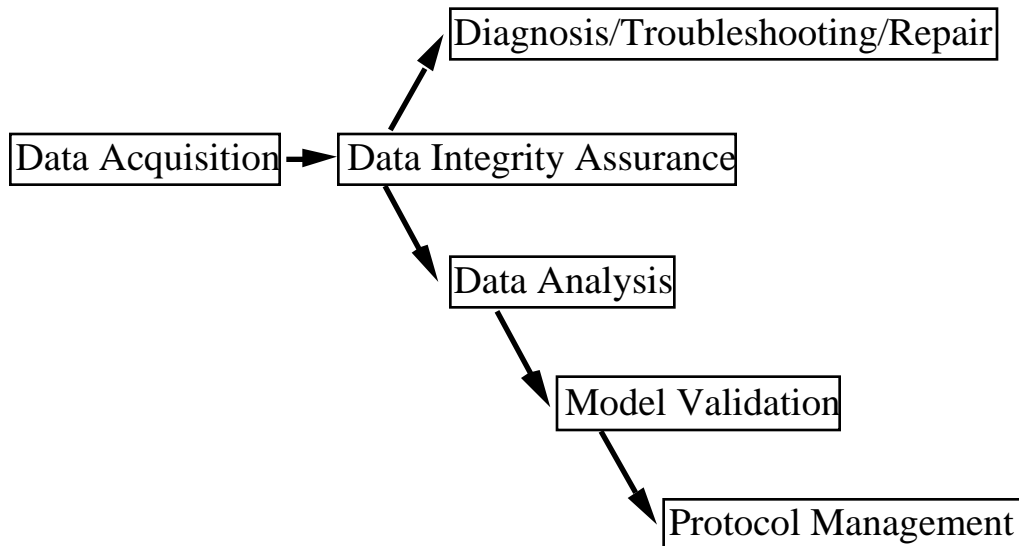 Diagnosis/Troubleshooting/Repair
Data Acquisition
Data Integrity Assurance
Data Analysis
Model Validation
Protocol Management